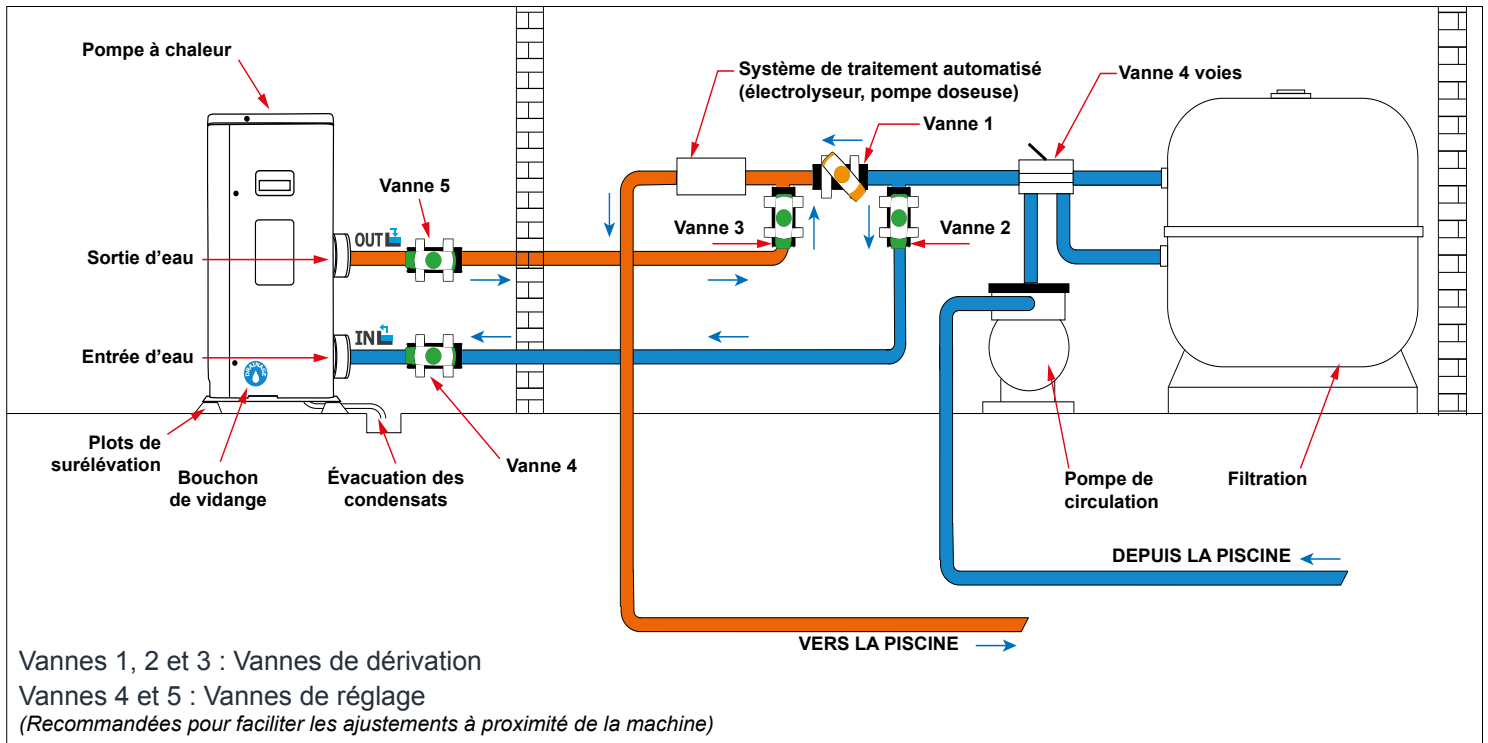 Pompe à chaleur
Système de traitement automatisé
(électrolyseur, pompe doseuse)
Vanne 4 voies
Vanne 1
Vanne 5
Vanne 3
Vanne 2
OUT
Sortie d'eau
IN
Entrée d'eau
DRAINAGE
Plots de
surélévation
Bouchon
de vidange
Évacuation des
condensats
Vanne 4
Pompe de
circulation
Filtration
DEPUIS LA PISCINE
VERS LA PISCINE
Vannes 1, 2 et 3 : Vannes de dérivation
Vannes 4 et 5 : Vannes de réglage
(Recommandées pour faciliter les ajustements à proximité de la machine)